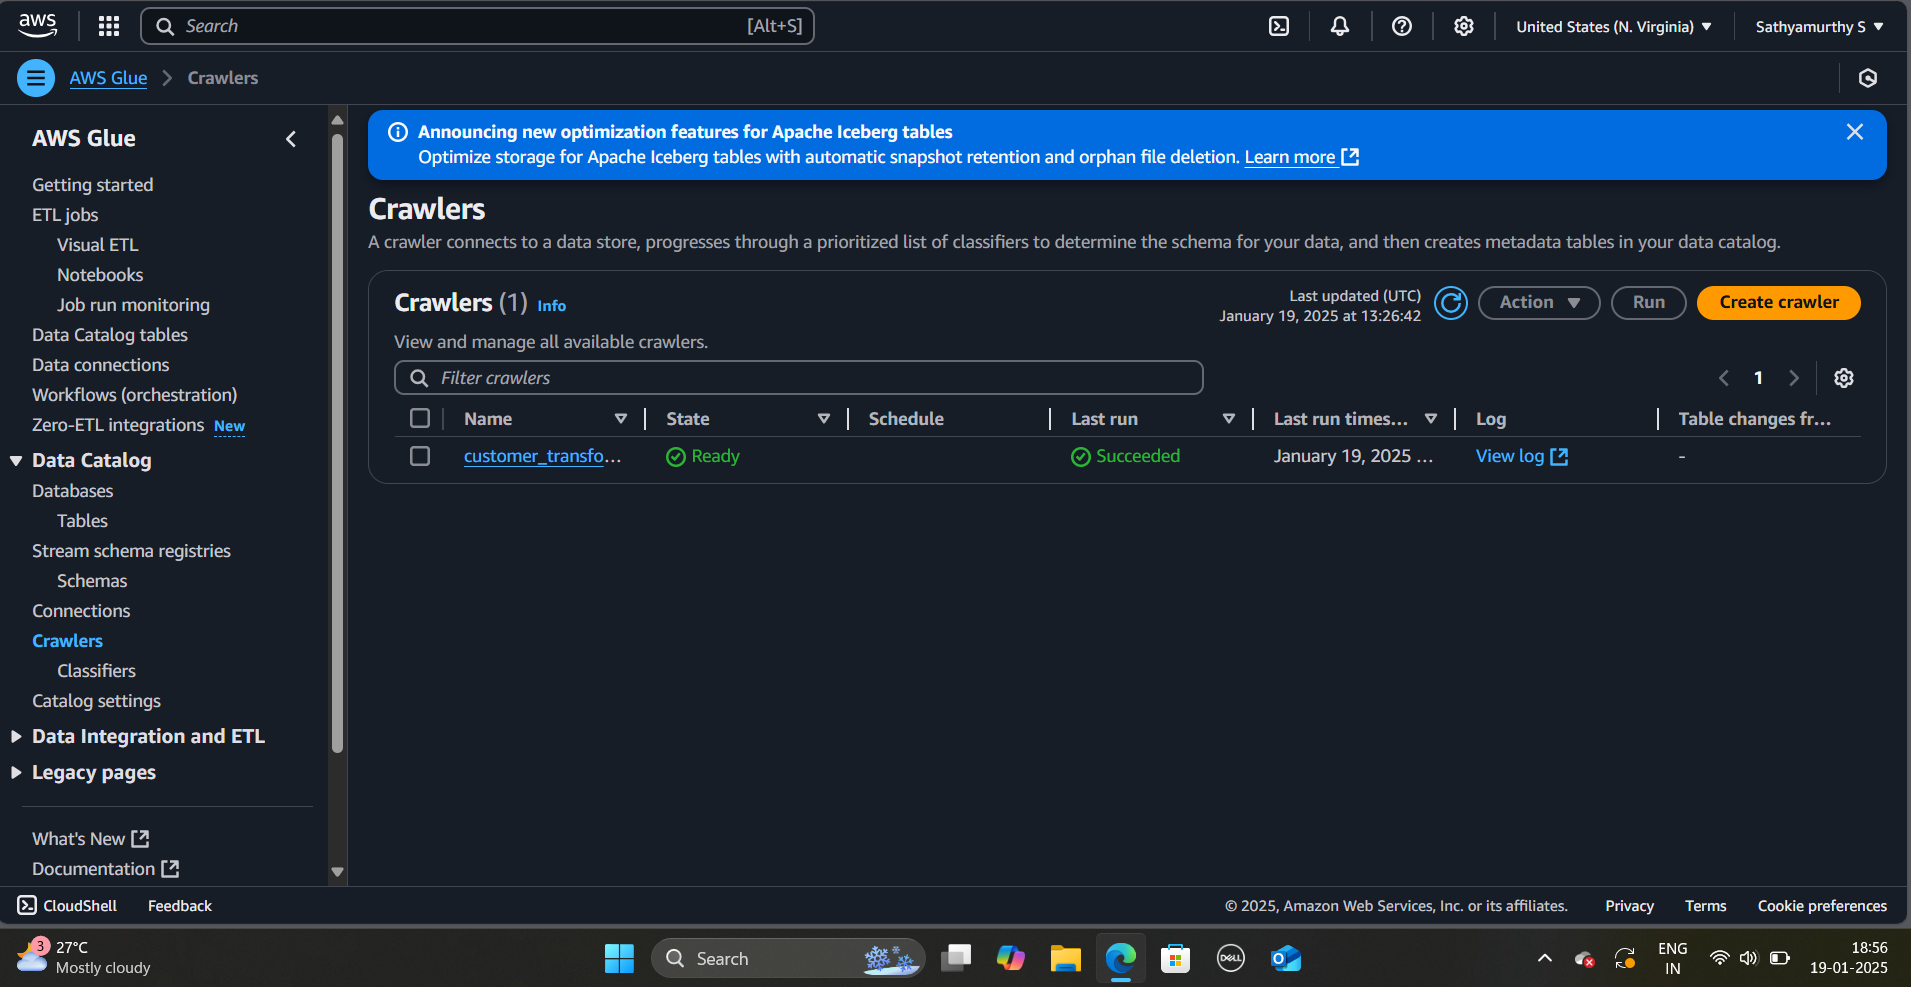 aws
Search [Alt+S]
United States (N. Virginia)
Sathyamurthy S
AWS Glue
Crawlers
AWS Glue
Getting started
ETL jobs
Visual ETL
Notebooks
Job run monitoring
Data Catalog tables
Data connections
Workflows (orchestration)
Zero-ETL integrations New
Data Catalog
Databases
Tables
Stream schema registries
Schemas
Connections
Crawlers
Classifiers
Catalog settings
Data Integration and ETL
Legacy pages
What's New
Documentation
Announcing new optimization features for Apache Iceberg tables
Optimize storage for Apache Iceberg tables with automatic snapshot retention and orphan file deletion. Learn more
Crawlers
A crawler connects to a data store, progresses through a prioritized list of classifiers to determine the schema for your data, and then creates metadata tables in your data catalog.
Crawlers (1) Info
Last updated (UTC)
January 19, 2025 at 13:26:42
Action
Run
Create crawler
View and manage all available crawlers.
Filter crawlers
1
Name State Schedule Last run Last run times... Log Table changes fr...
customer_transfo... Ready Succeeded January 19, 2025 ... View log -
CloudShell Feedback
© 2025, Amazon Web Services, Inc. or its affiliates. Privacy Terms Cookie preferences
3
27°C
Mostly cloudy
Search
DELL
ENG
IN
18:56
19-01-2025